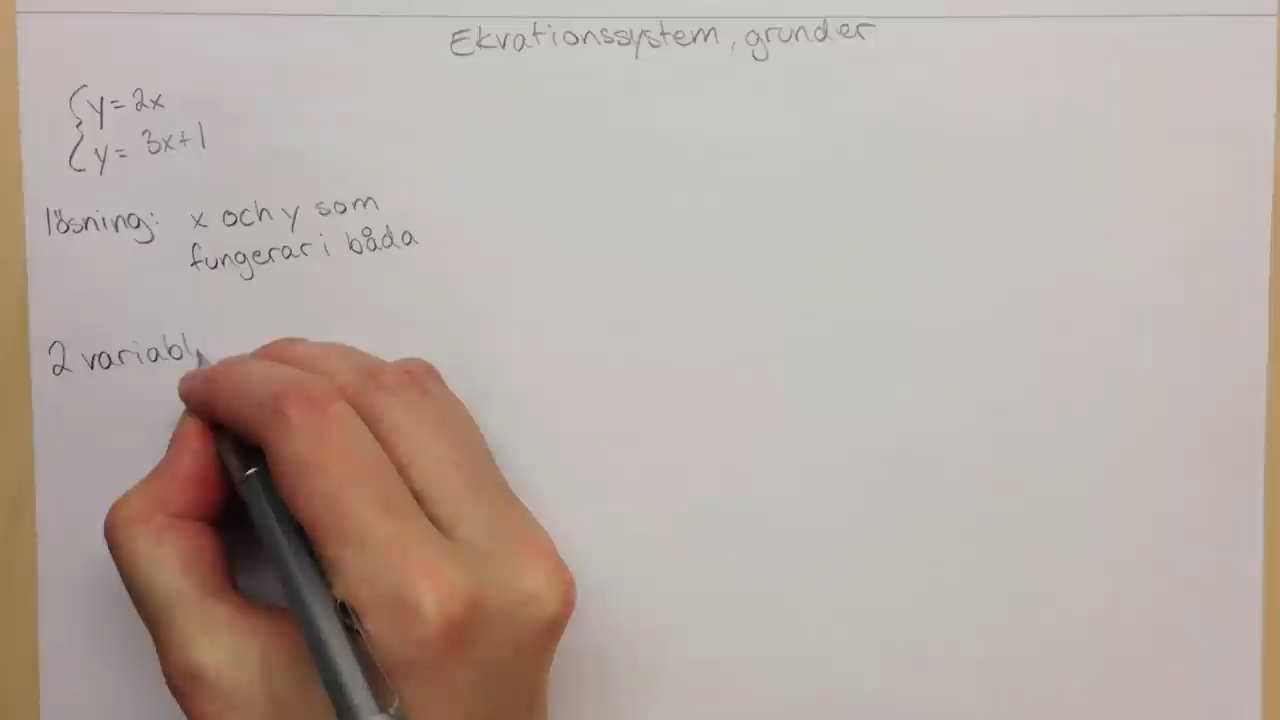 Ekvationssystem, grunder
y=2x
y= 3x+1
lösning: x och y som
fungerar i båda
2 variabl